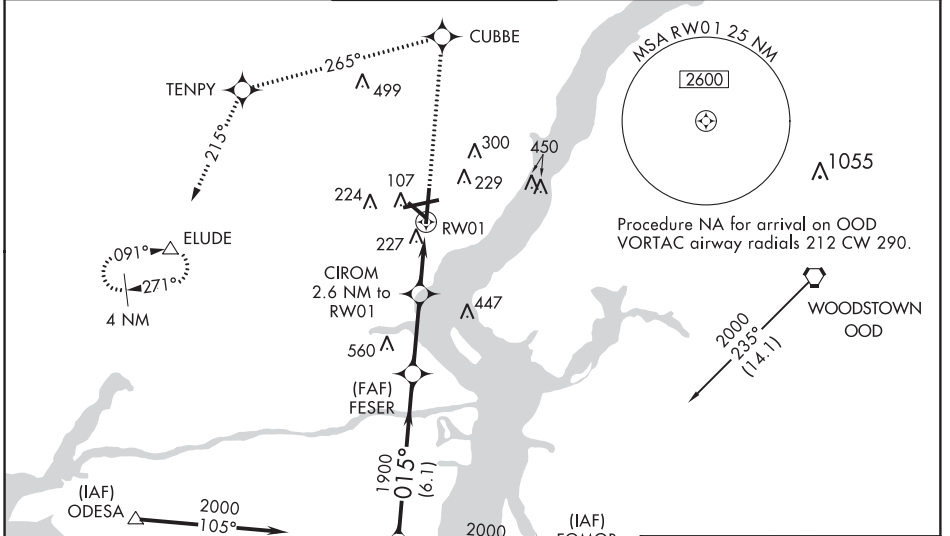 CUBBE
MSA RW01 25 NM
2600
265°
TENPY
499
215°
300
450
1055
107
229
224
RW01
Procedure NA for arrival on OOD
VORTAC airway radials 212 CW 290.
ELUDE
227
091°
271°
CIROM
2.6 NM to
RW01
4 NM
447
WOODSTOWN
OOD
560
2000
235°
(14.1)
(FAF)
FESER
1900
015°
(6.1)
(IAF)
ODESA
2000
105°
2000
(IAF)